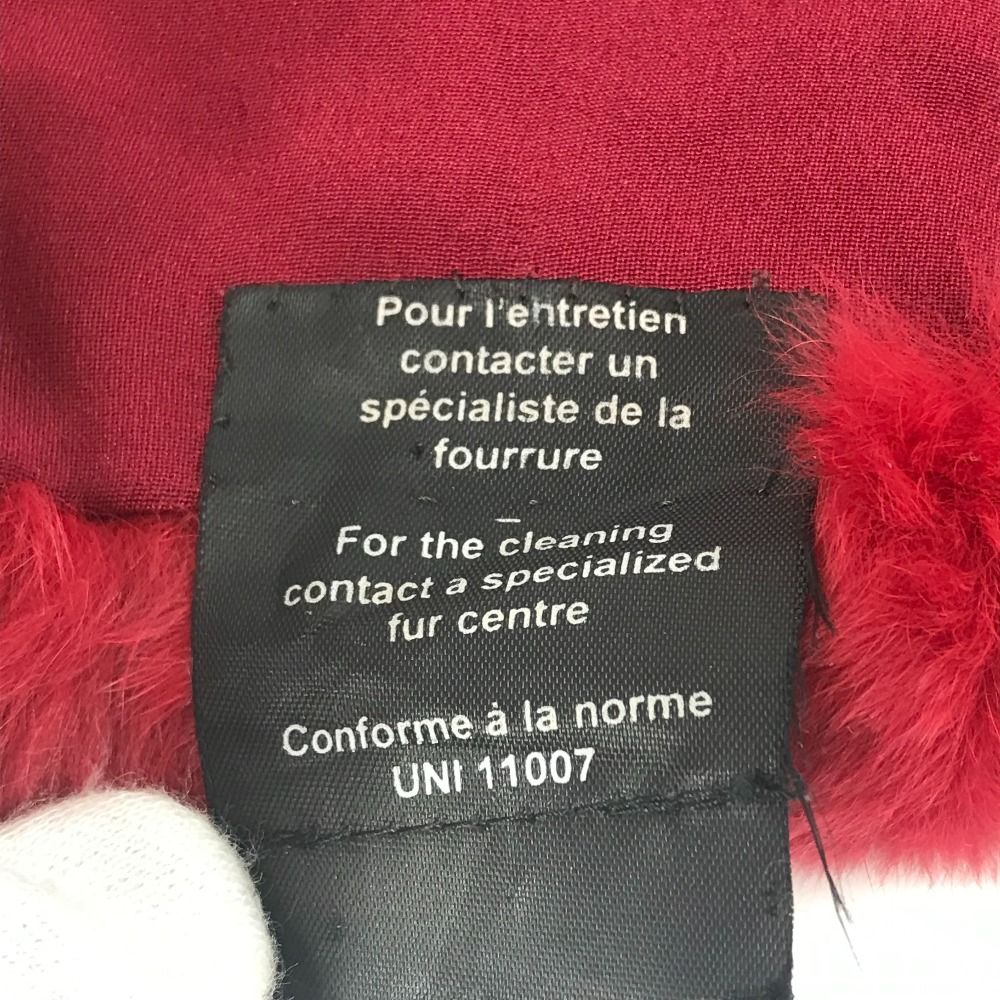 Pour l'entretien
contacter un
spécialiste de la
fourrure
For the cleaning
contact a specialized
fur centre
Conforme à la norme
UNI 11007